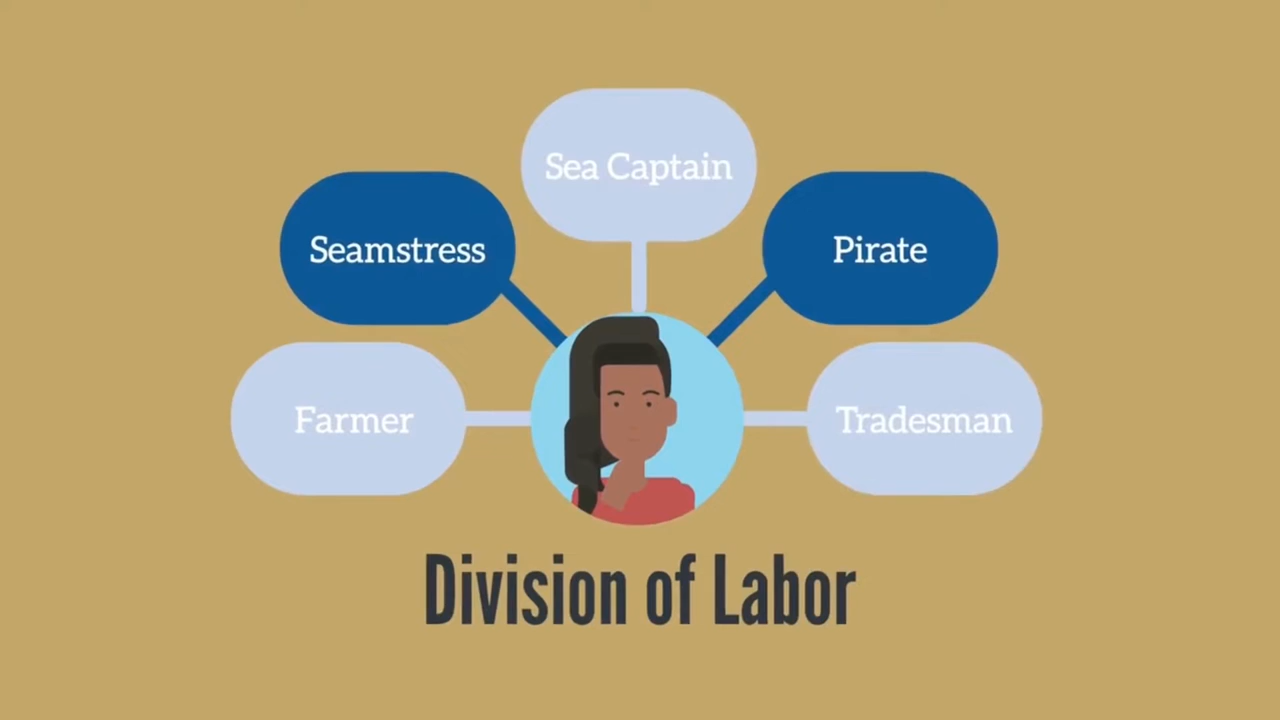 Sea Captain
Seamstress
Pirate
Farmer
Tradesman
Division of Labor